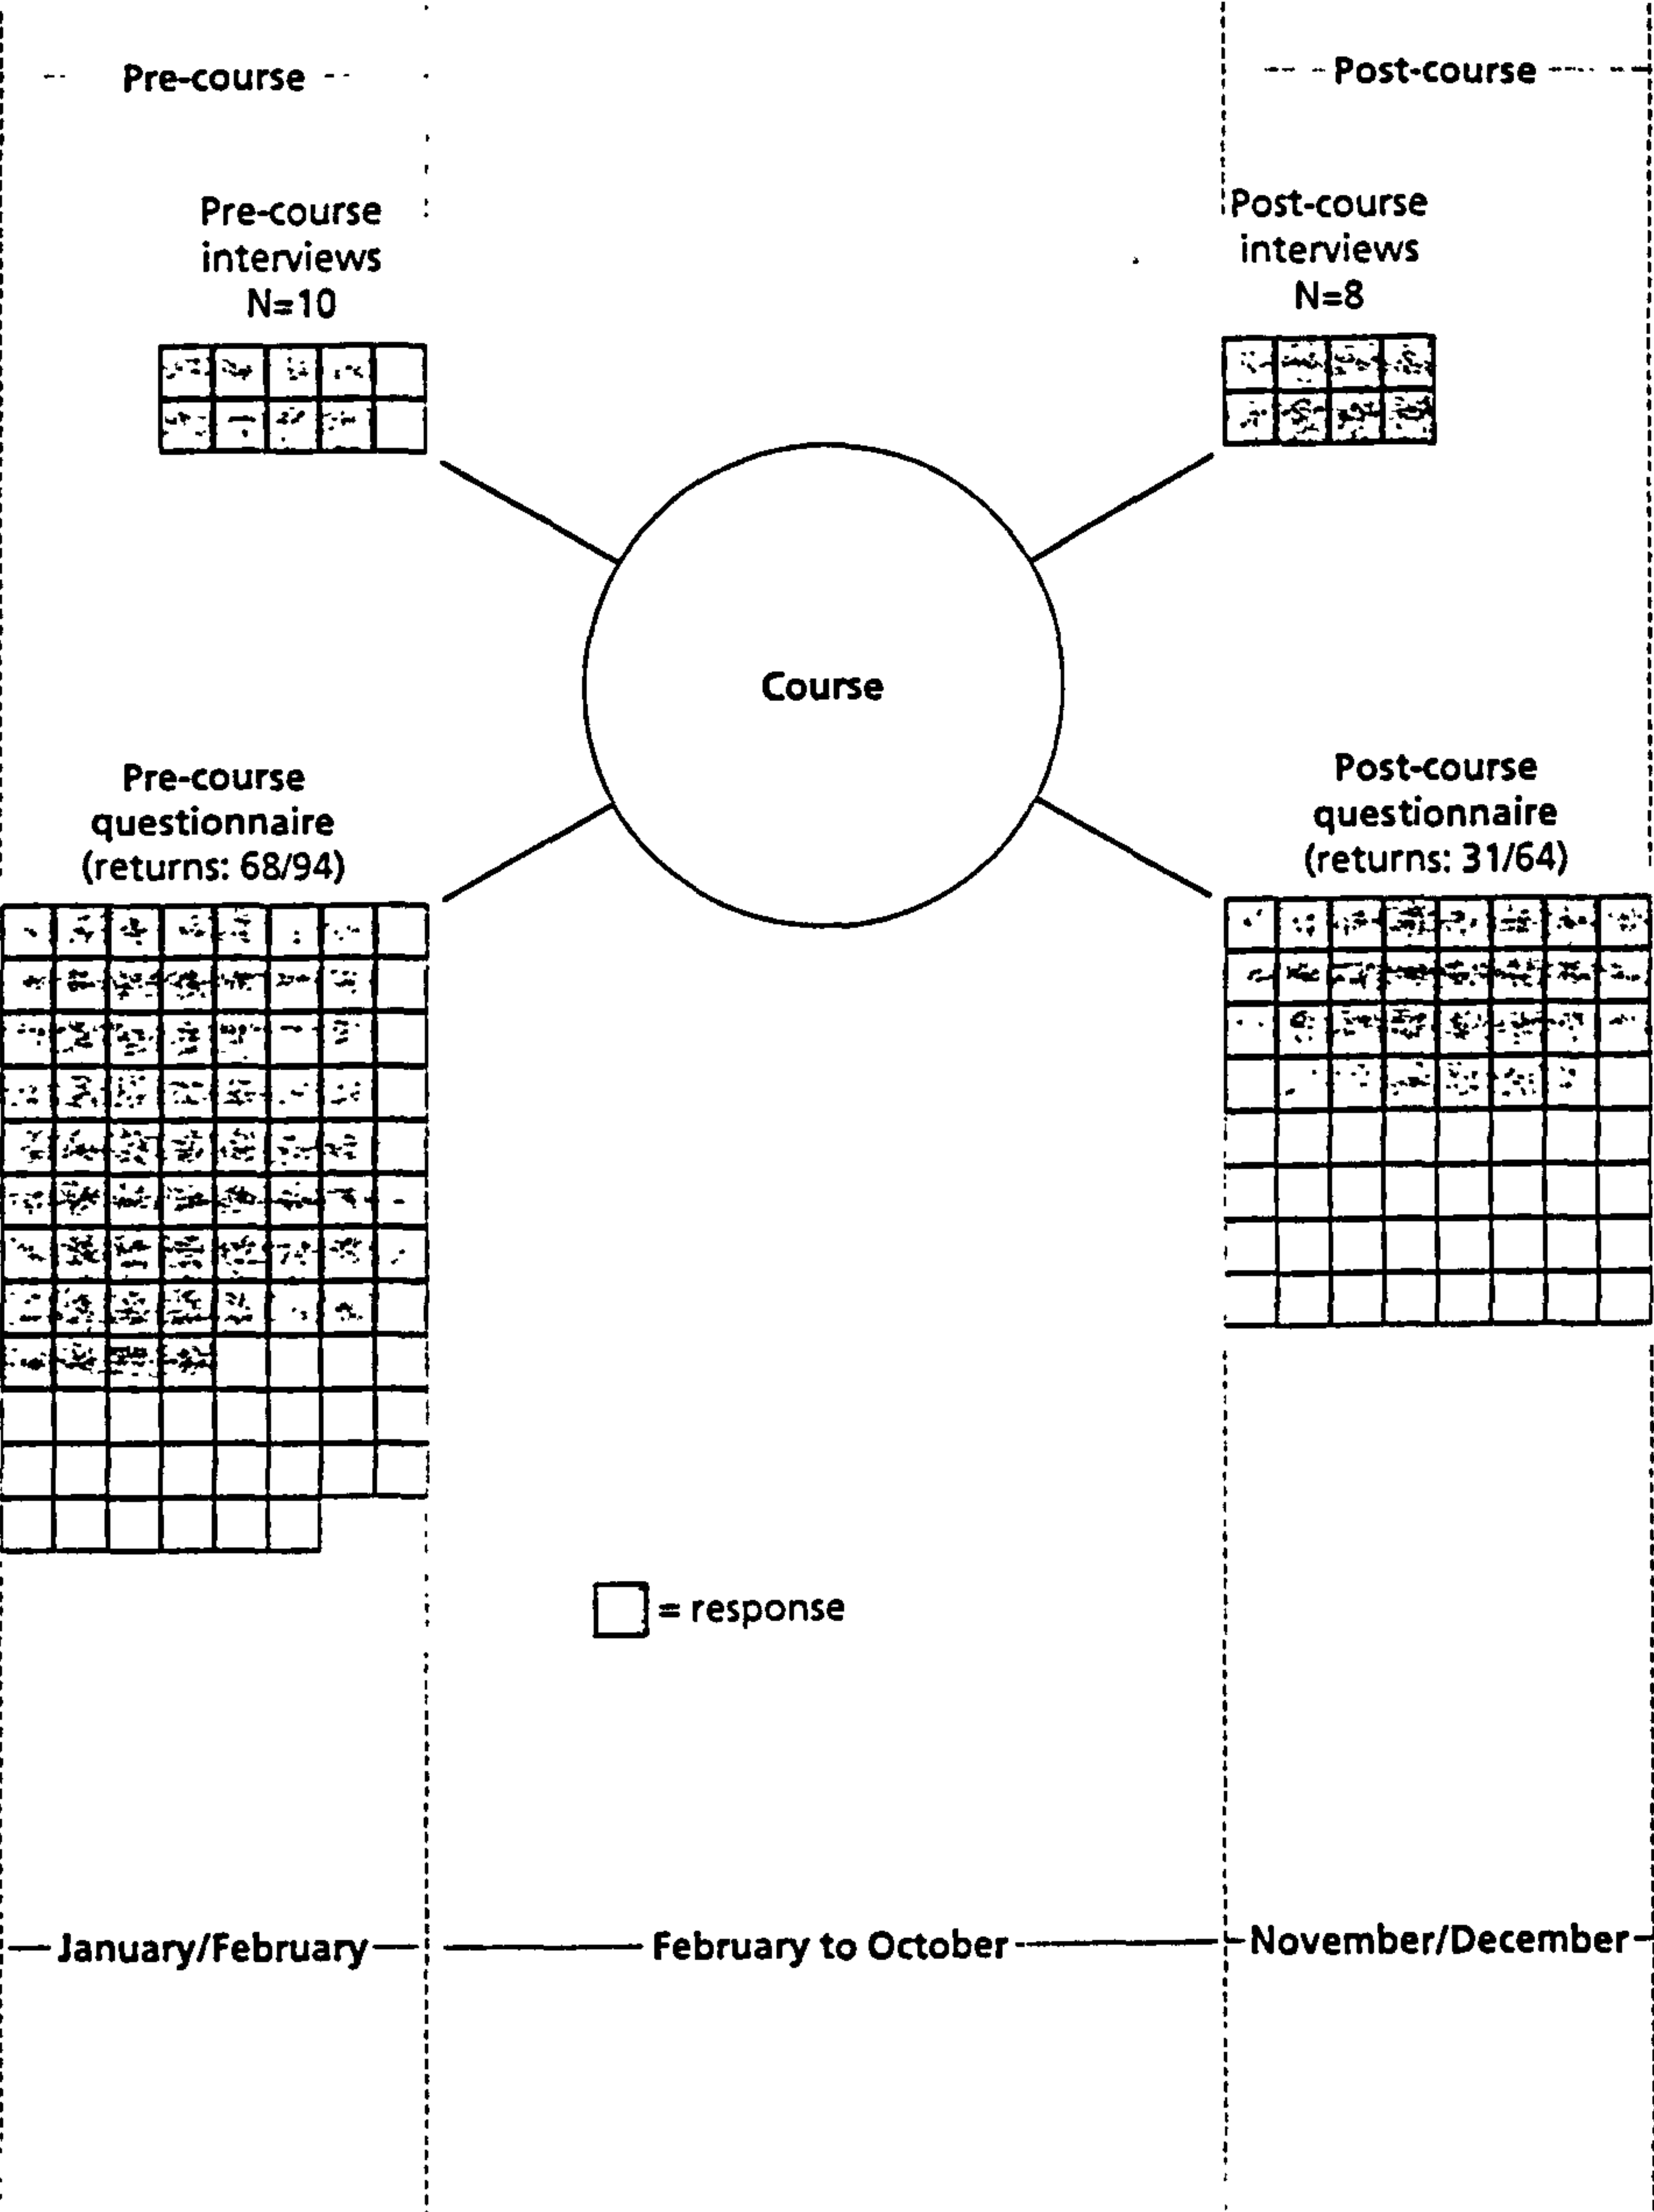 Pre-course
Post-course
Pre-course
interviews
N=10
Post-course
interviews
N=8
Course
Pre-course
questionnaire
(returns: 68/94)
Post-course
questionnaire
(returns: 31/64)
= response
January/February
February to October
November/December